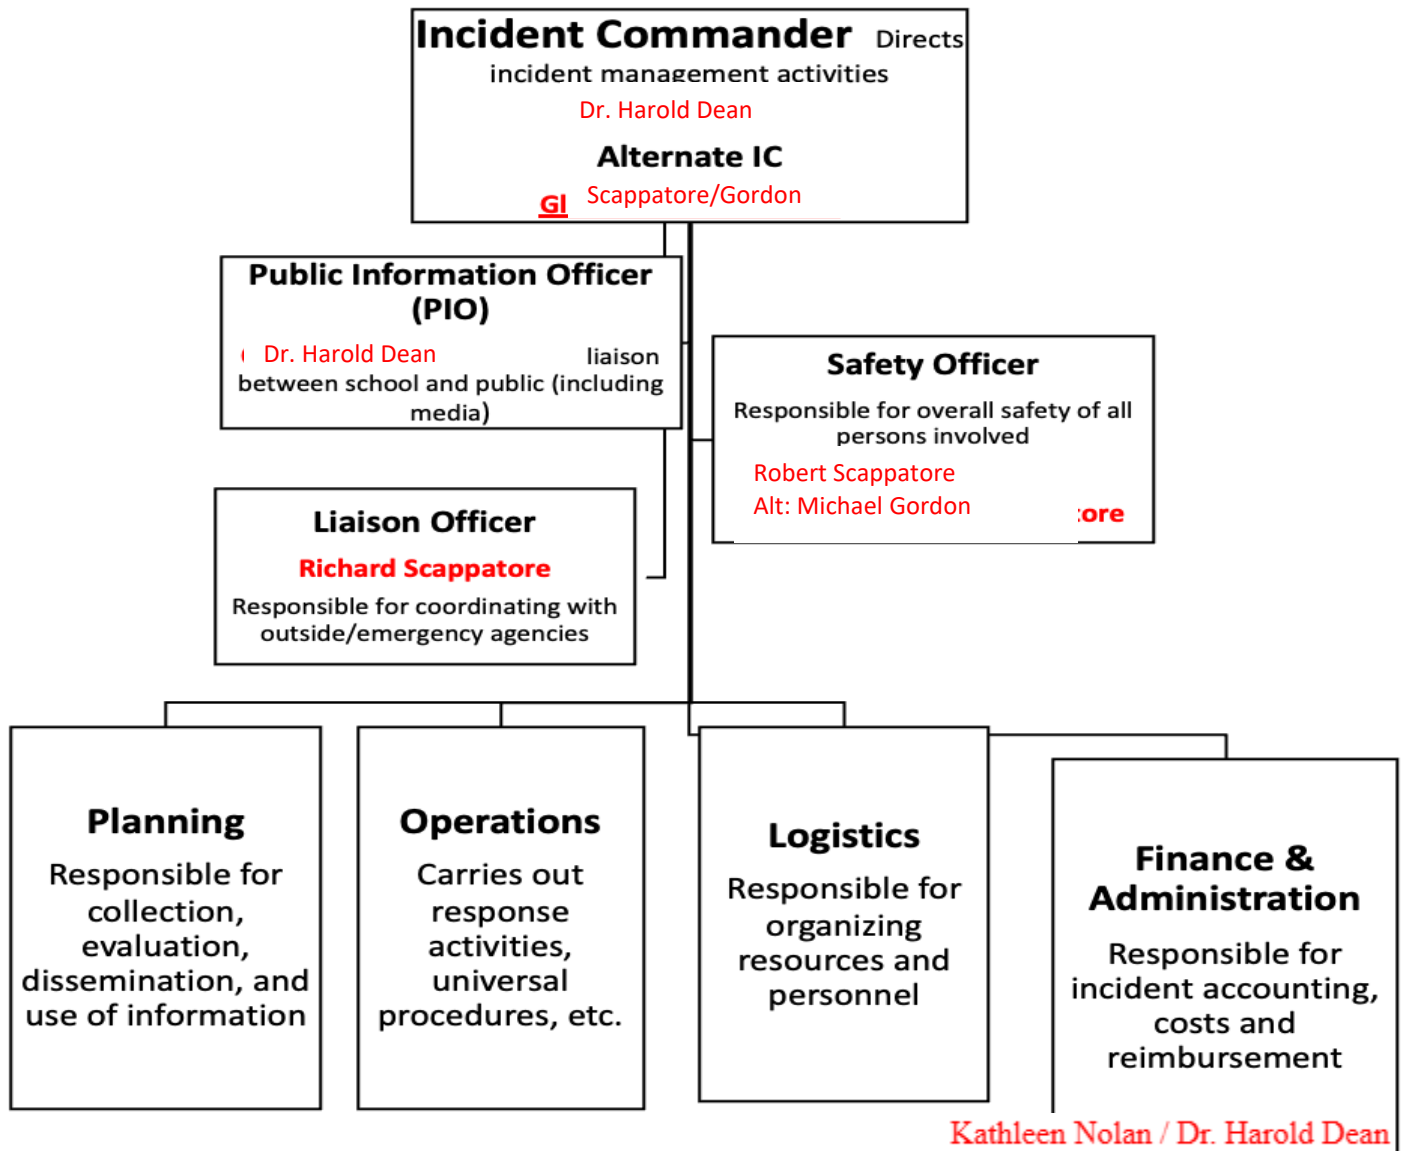 Incident Commander Directs
incident management activities
Dr. Harold Dean
Alternate IC
Gl Scappatore/Gordon
Public Information Officer
(PIO)
Dr. Harold Dean liaison
between school and public (including
media)
Safety Officer
Responsible for overall safety of all
persons involved
Robert Scappatore
Alt: Michael Gordon
ore
Liaison Officer
Richard Scappatore
Responsible for coordinating with
outside/emergency agencies
Planning
Responsible for
collection,
evaluation,
dissemination, and
use of information
Operations
Carries out
response
activities,
universal
procedures, etc.
Logistics
Responsible for
organizing
resources and
personnel
Finance &
Administration
Responsible for
incident accounting,
costs and
reimbursement
Kathleen Nolan / Dr. Harold Dean